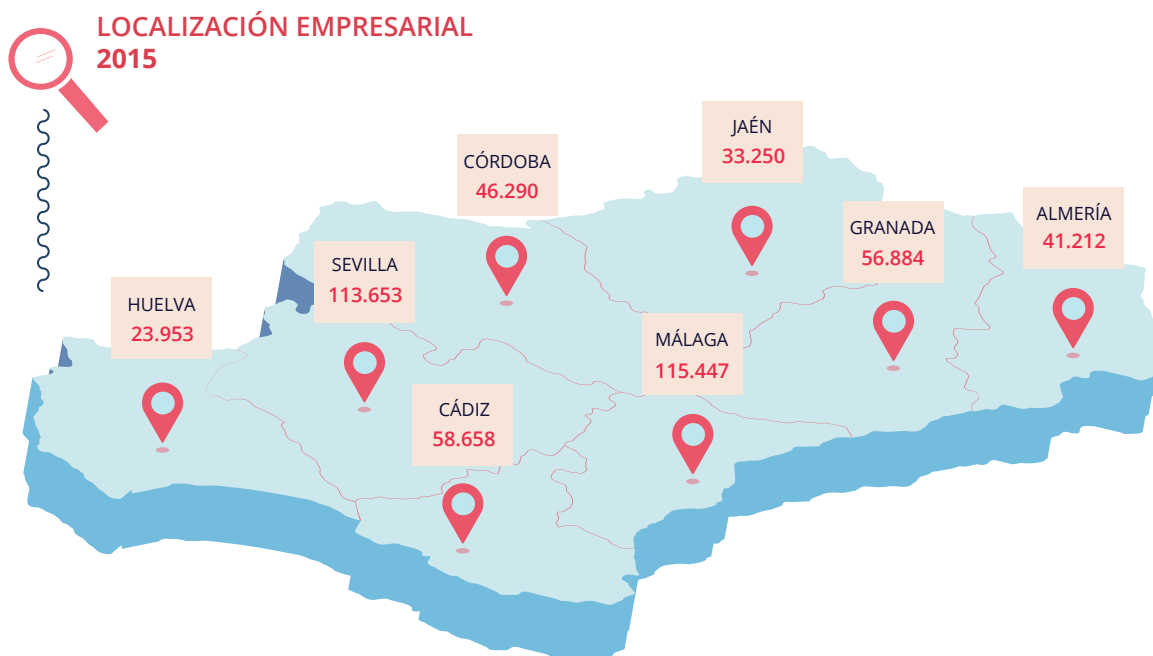 LOCALIZACIÓN EMPRESARIAL
2015
JAÉN
33.250
CÓRDOBA
46.290
ALMERÍA
41.212
GRANADA
56.884
SEVILLA
113.653
HUELVA
23.953
MÁLAGA
115.447
CÁDIZ
58.658